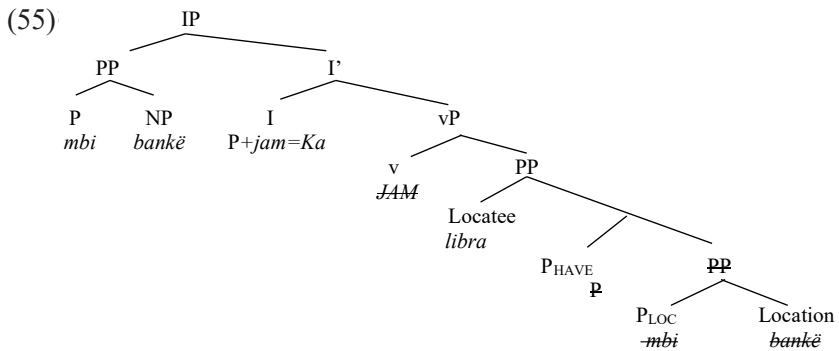 (55)
IP
PP I’
P NP I vP
mbi bankë P+jam=Ka
v PP
JAM
Locatee
libra
PHAVE PP
P
PLOC Location
mbi bankë